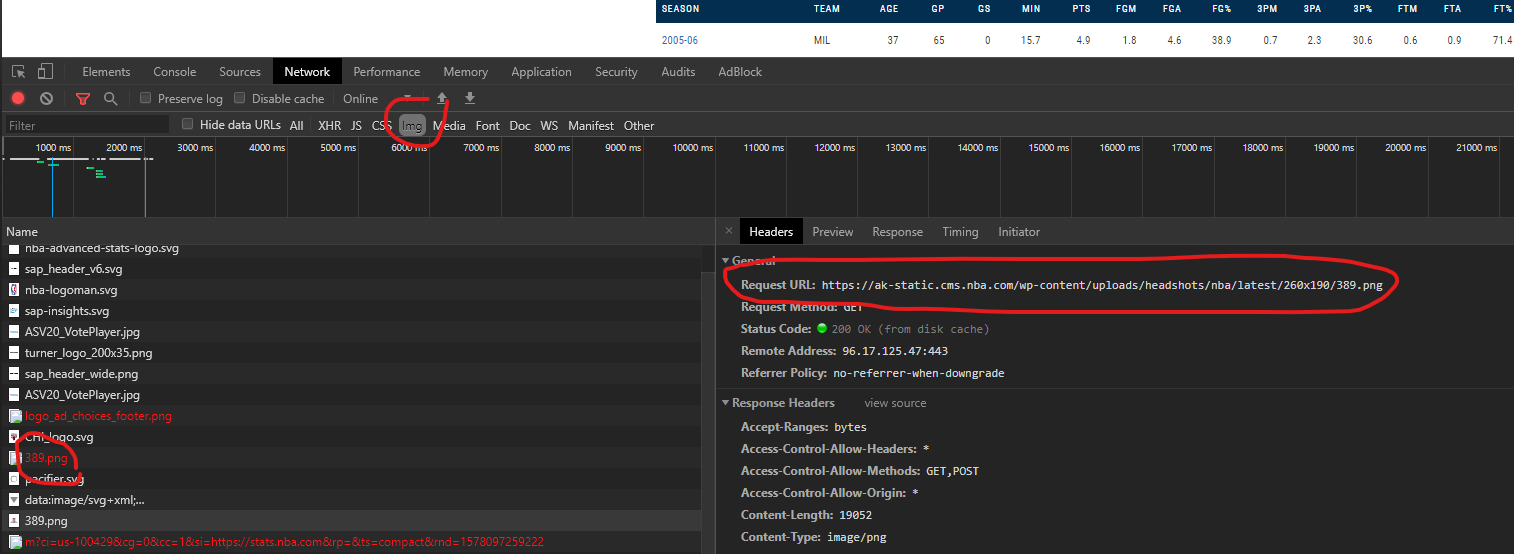 SEASON TEAM AGE GP GS MIN PTS FGM FGA FG% 3PM 3PA 3P% FTM FTA FT%
2005-06 MIL 37 65 0 15.7 4.9 1.8 4.6 38.9 0.7 2.3 30.6 0.6 0.9 71.4
Elements Console Sources Network Performance Memory Application Security Audits AdBlock
Preserve log Disable cache Online
Filter Hide data URLs All XHR JS CSS Img Media Font Doc WS Manifest Other
1000 ms 2000 ms 3000 ms 4000 ms 5000 ms 6000 ms 7000 ms 8000 ms 9000 ms 10000 ms 11000 ms 12000 ms 13000 ms 14000 ms 15000 ms 16000 ms 17000 ms 18000 ms 19000 ms 20000 ms 21000 ms
Name
nba-advanced-stats-logo.svg
sap_header_v6.svg
nba-logoman.svg
sap-insights.svg
ASV20_VotePlayer.jpg
turner_logo_200x35.png
sap_header_wide.png
ASV20_VotePlayer.jpg
logo_ad_choices_footer.png
CHI_logo.svg
389.png
pacifier.svg
data:image/svg+xml;...
389.png
m?ci=us-100429&cg=0&cc=1&si=https://stats.nba.com&rp=&ts=compact&rnd=1578097259222
× Headers Preview Response Timing Initiator
General
Request URL: https://ak-static.cms.nba.com/wp-content/uploads/headshots/nba/latest/260x190/389.png
Request Method: GET
Status Code: 200 OK (from disk cache)
Remote Address: 96.17.125.47:443
Referrer Policy: no-referrer-when-downgrade
Response Headers view source
Accept-Ranges: bytes
Access-Control-Allow-Headers: *
Access-Control-Allow-Methods: GET,POST
Access-Control-Allow-Origin: *
Content-Length: 19052
Content-Type: image/png